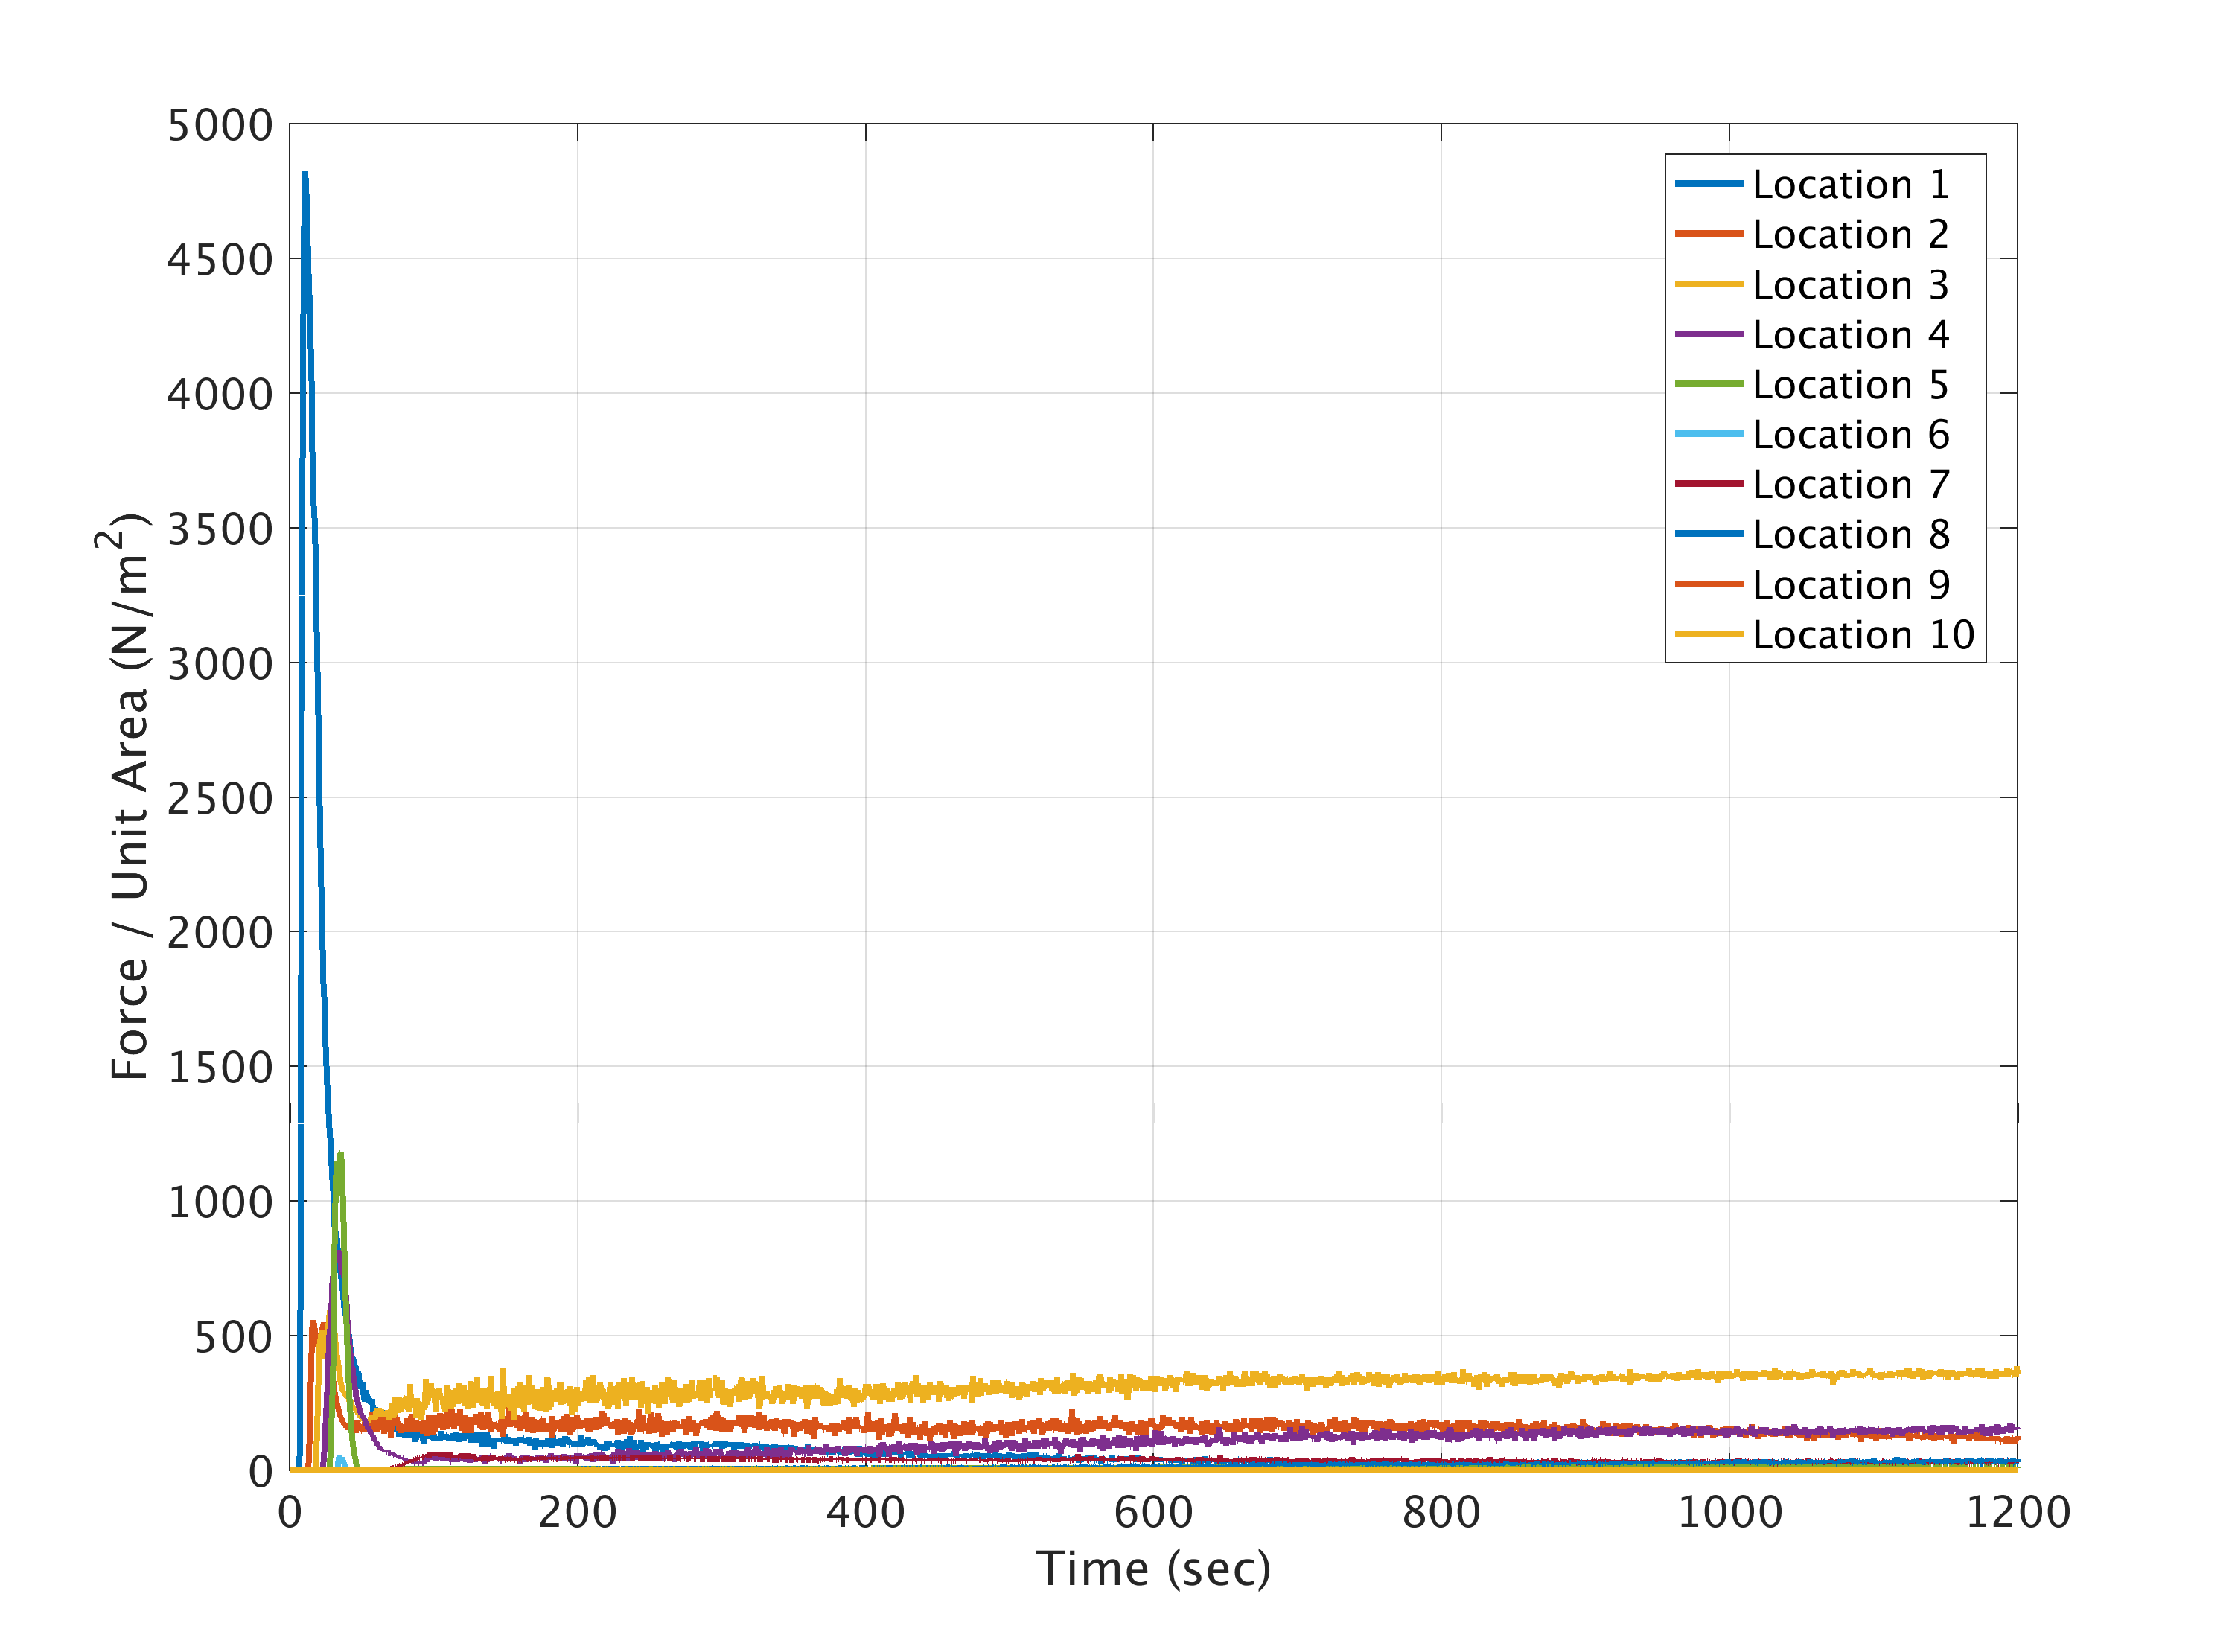 5000
4500
4000
3500
3000
2500
2000
1500
1000
500
0
Force / Unit Area (N/m²)
Location 1
Location 2
Location 3
Location 4
Location 5
Location 6
Location 7
Location 8
Location 9
Location 10
0 200 400 600 800 1000 1200
Time (sec)